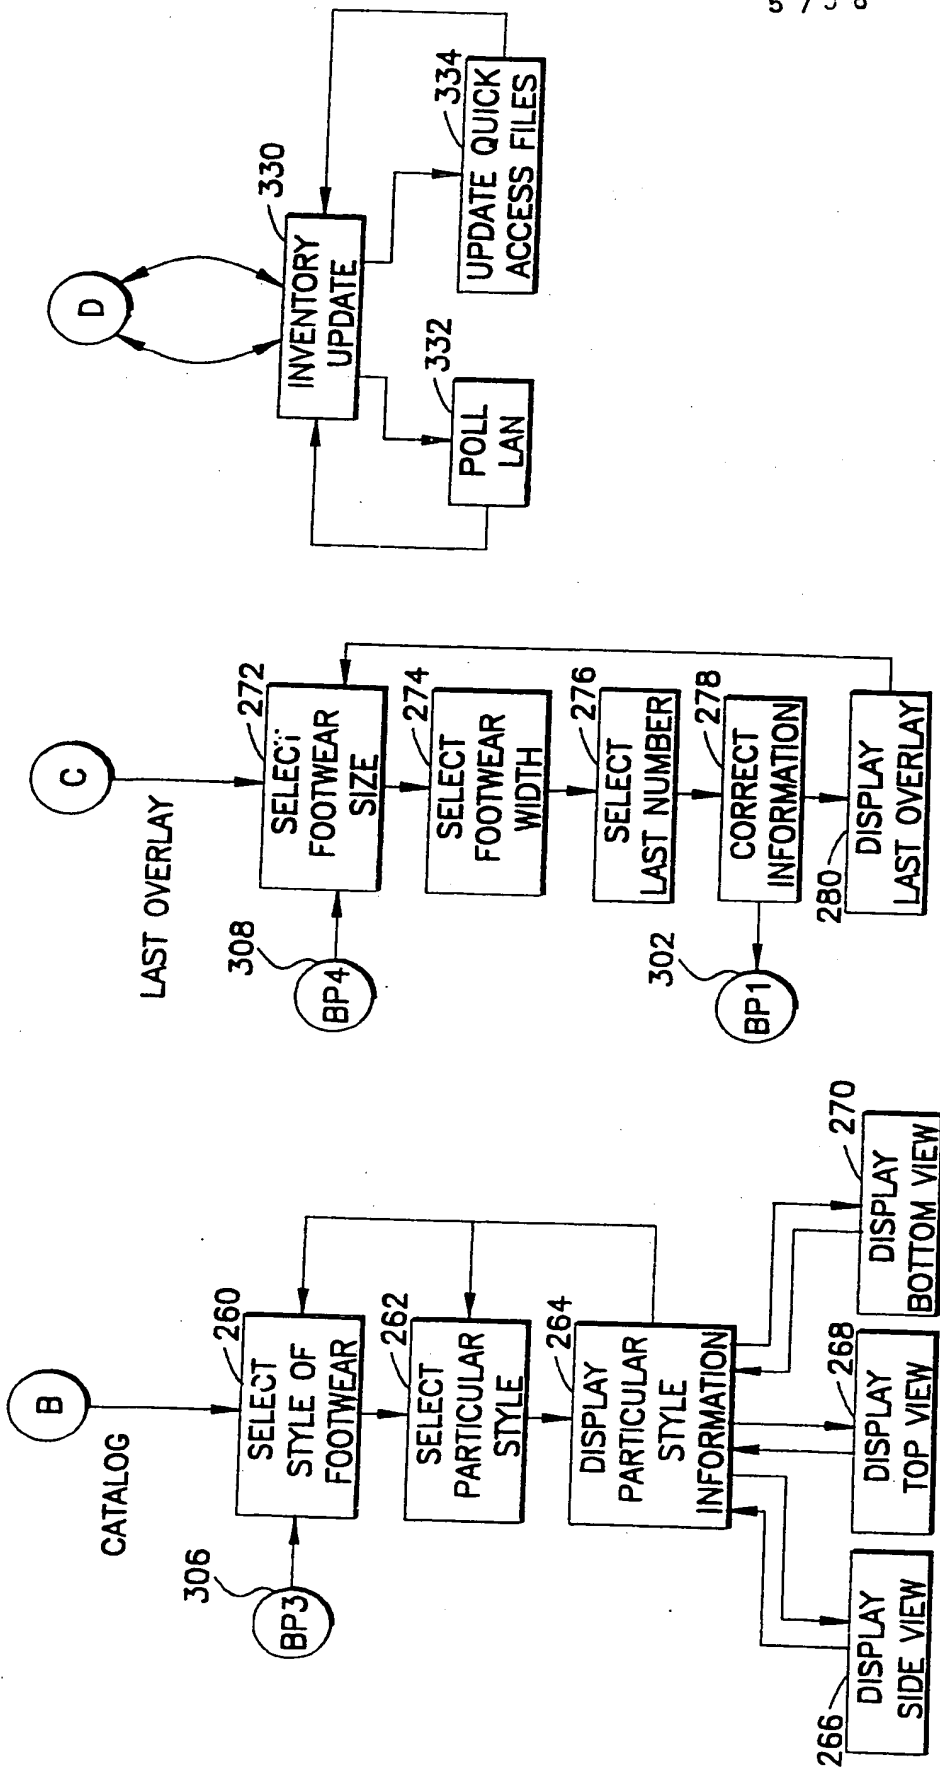 B
CATALOG
306
BP3
260
SELECT
STYLE OF
FOOTWEAR
262
SELECT
PARTICULAR
STYLE
264
DISPLAY
PARTICULAR
STYLE
INFORMATION
266
DISPLAY
SIDE VIEW
268
DISPLAY
TOP VIEW
270
DISPLAY
BOTTOM VIEW
C
LAST OVERLAY
308
BP4
272
SELECT
FOOTWEAR
SIZE
274
SELECT
FOOTWEAR
WIDTH
276
SELECT
LAST NUMBER
278
CORRECT
INFORMATION
302
BP1
280
DISPLAY
LAST OVERLAY
D
330
INVENTORY
UPDATE
332
POLL
LAN
334
UPDATE QUICK
ACCESS FILES